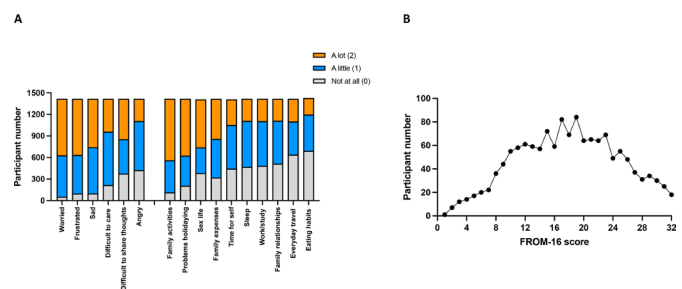 A
B
A lot (2)
A little (1)
Not at all (0)
1500
1200
900
600
300
0
Participant number
Worried
Frustrated
Sad
Difficult to care
Difficult to share thoughts
Angry
Family activities
Problems holidaying
Sex life
Family expenses
Time for self
Sleep
Work/study
Family relationships
Everyday travel
Eating habits
100
80
60
40
20
0
Participant number
0 4 8 12 16 20 24 28 32
FROM-16 score